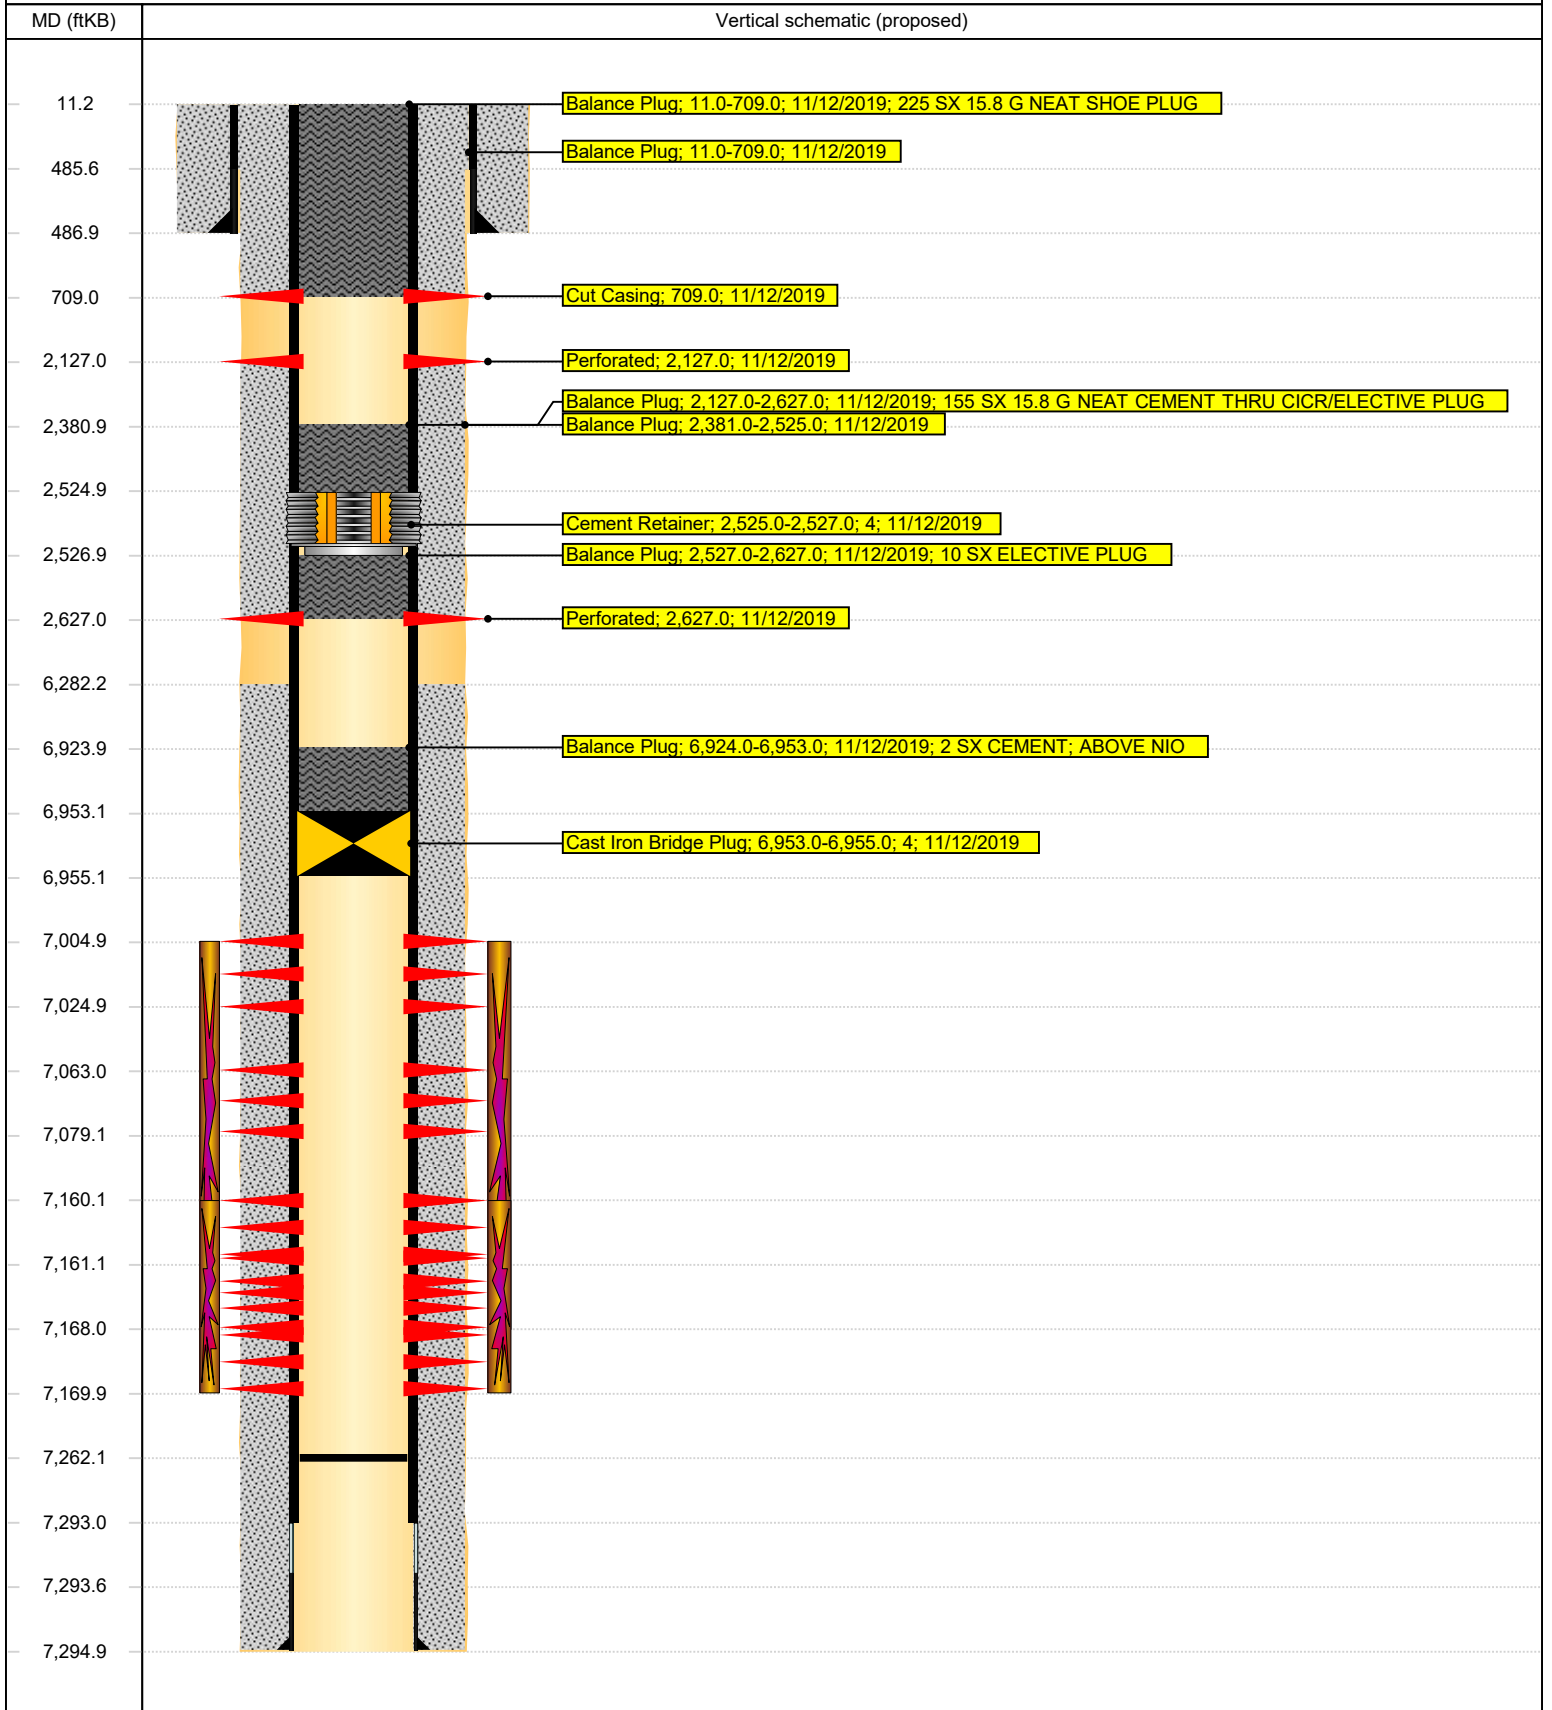 MD (ftKB)
Vertical schematic (proposed)
11.2
Balance Plug; 11.0-709.0; 11/12/2019; 225 SX 15.8 G NEAT SHOE PLUG
Balance Plug; 11.0-709.0; 11/12/2019
485.6
486.9
709.0
Cut Casing; 709.0; 11/12/2019
2,127.0
Perforated; 2,127.0; 11/12/2019
Balance Plug; 2,127.0-2,627.0; 11/12/2019; 155 SX 15.8 G NEAT CEMENT THRU CICR/ELECTIVE PLUG
2,380.9
Balance Plug; 2,381.0-2,525.0; 11/12/2019
2,524.9
Cement Retainer; 2,525.0-2,527.0; 4; 11/12/2019
2,526.9
Balance Plug; 2,527.0-2,627.0; 11/12/2019; 10 SX ELECTIVE PLUG
2,627.0
Perforated; 2,627.0; 11/12/2019
6,282.2
6,923.9
Balance Plug; 6,924.0-6,953.0; 11/12/2019; 2 SX CEMENT; ABOVE NIO
6,953.1
Cast Iron Bridge Plug; 6,953.0-6,955.0; 4; 11/12/2019
6,955.1
7,004.9
7,024.9
7,063.0
7,079.1
7,160.1
7,161.1
7,168.0
7,169.9
7,262.1
7,293.0
7,293.6
7,294.9